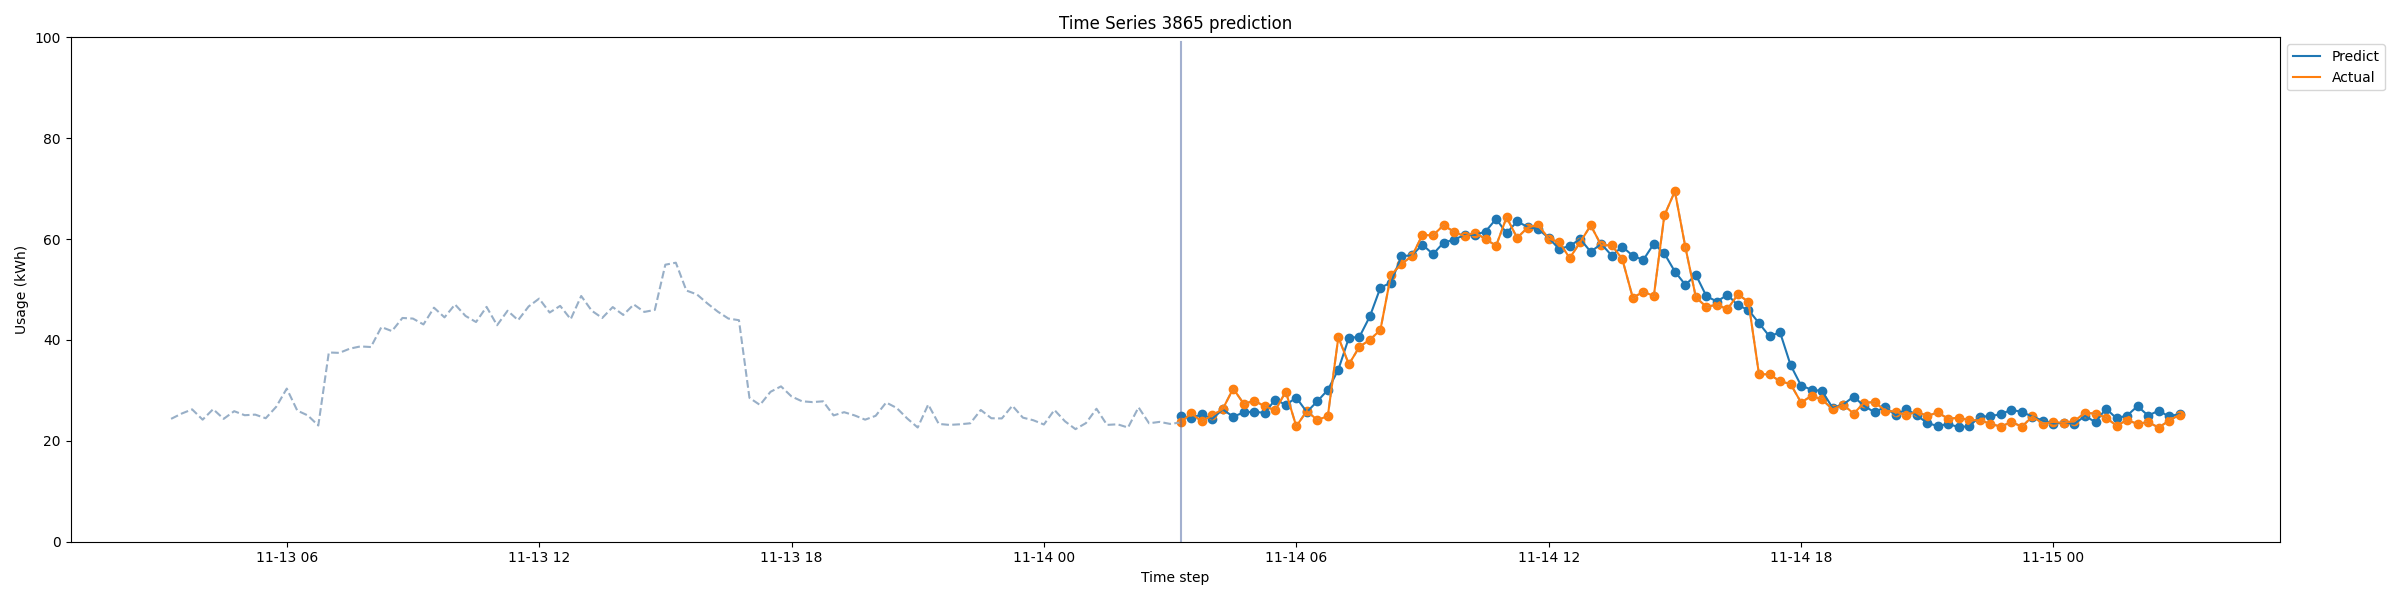 Time Series 3865 prediction
100
80
60
40
20
0
Usage (kWh)
11-13 06
11-13 12
11-13 18
11-14 00
11-14 06
11-14 12
11-14 18
11-15 00
Time step
Predict
Actual